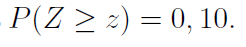 P(Z ≥ z) = 0, 10.